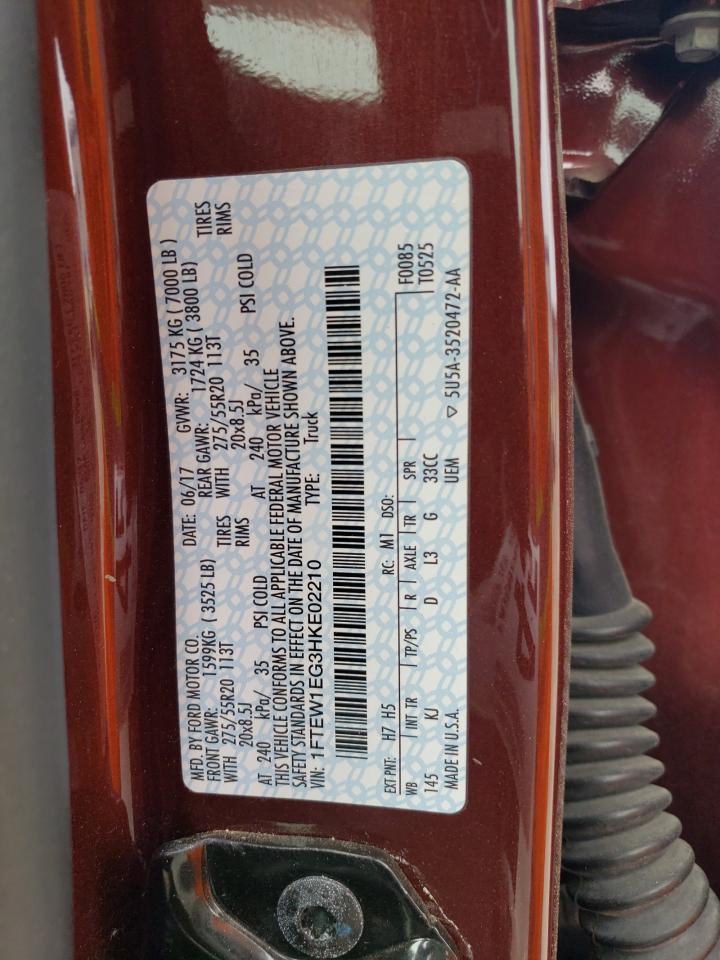 MFD. BY FORD MOTOR CO. DATE: 06/17 GVWR: 3175 KG ( 7000 LB )
FRONT GAWR: 1599KG ( 3525 LB) REAR GAWR: 1724 KG ( 3800 LB)
WITH 275/55R20 113T TIRES WITH 275/55R20 113T TIRES
20x8.5J RIMS 20x8.5J RIMS
AT 240 kPa/ 35 PSI COLD AT 240 kPa/ 35 PSI COLD
THIS VEHICLE CONFORMS TO ALL APPLICABLE FEDERAL MOTOR VEHICLE
SAFETY STANDARDS IN EFFECT ON THE DATE OF MANUFACTURE SHOWN ABOVE.
VIN: 1FTEW1EG3HKE02210 TYPE: Truck
EXT PNT: H7 H5 RC: M1 DSO: F0085
WB INT TR TP/PS R AXLE TR SPR T0525
145 KJ D L3 G 33CC
MADE IN U.S.A. UEM ▽ 5U5A-3520472-AA